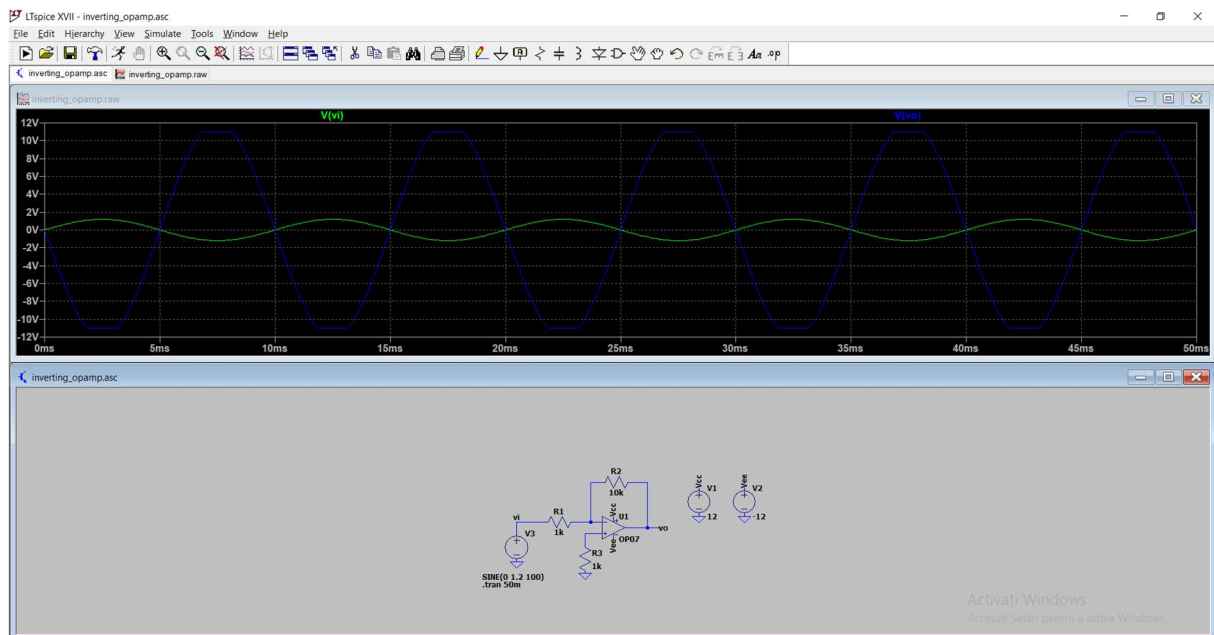 LTspice XVII - inverting_opamp.asc
File Edit Hierarchy View Simulate Tools Window Help
inverting_opamp.asc inverting_opamp.raw
inverting_opamp.raw
V(vi) V(vo)
12V
10V
8V
6V
4V
2V
0V
-2V
-4V
-6V
-8V
-10V
-12V
0ms 5ms 10ms 15ms 20ms 25ms 30ms 35ms 40ms 45ms 50ms
inverting_opamp.asc
R2
10k
Vcc V1
12
Vee V2
-12
vi
R1
1k
Vcc U1
vo
V3
OP07
Vee
R3
1k
SINE(0 1.2 100)
.tran 50m
Activați Windows
Accesați Setări pentru a activa Windows.